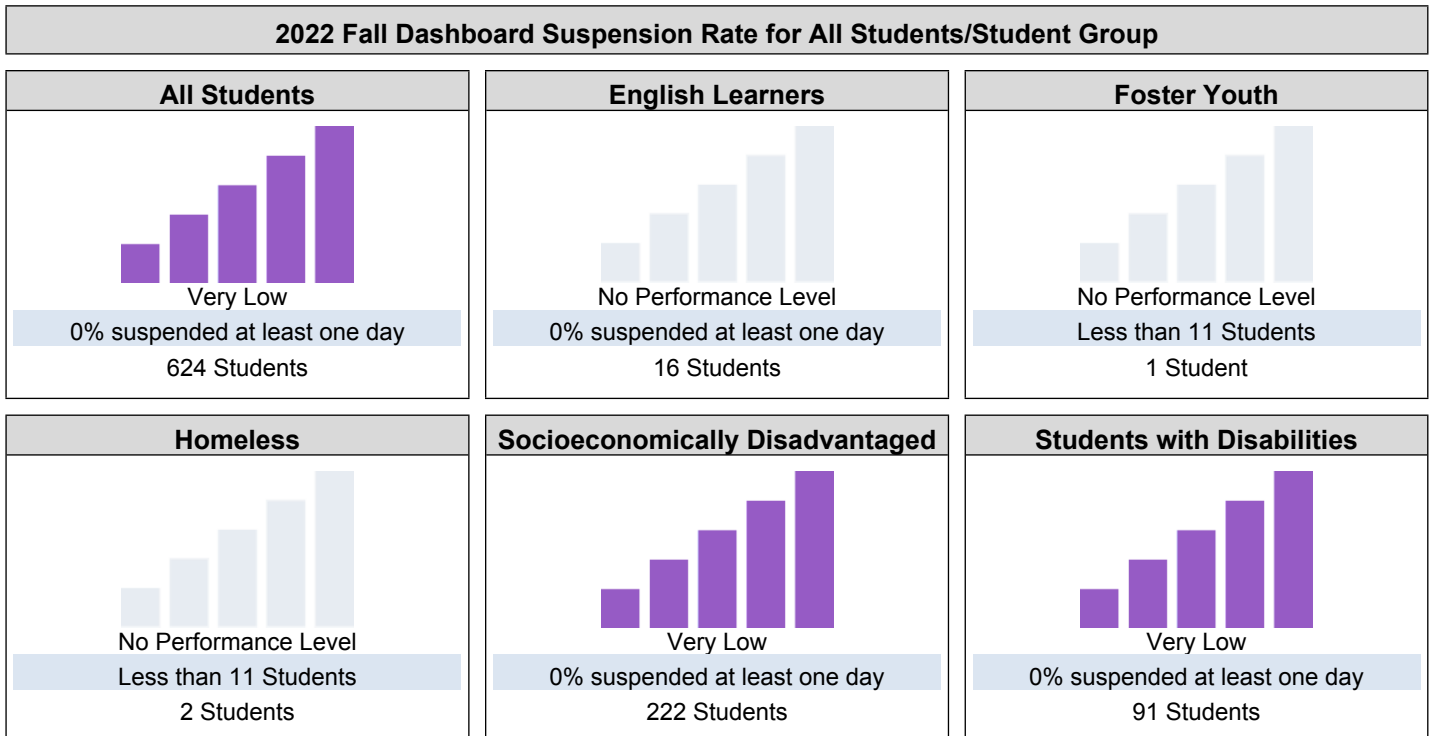 2022 Fall Dashboard Suspension Rate for All Students/Student Group
All Students
Very Low
0% suspended at least one day
624 Students
English Learners
No Performance Level
0% suspended at least one day
16 Students
Foster Youth
No Performance Level
Less than 11 Students
1 Student
Homeless
No Performance Level
Less than 11 Students
2 Students
Socioeconomically Disadvantaged
Very Low
0% suspended at least one day
222 Students
Students with Disabilities
Very Low
0% suspended at least one day
91 Students